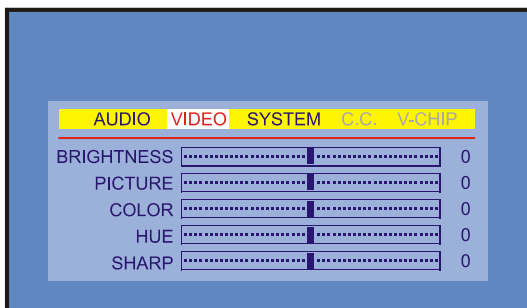 AUDIO VIDEO SYSTEM C.C. V-CHIP
BRIGHTNESS 0
PICTURE 0
COLOR 0
HUE 0
SHARP 0